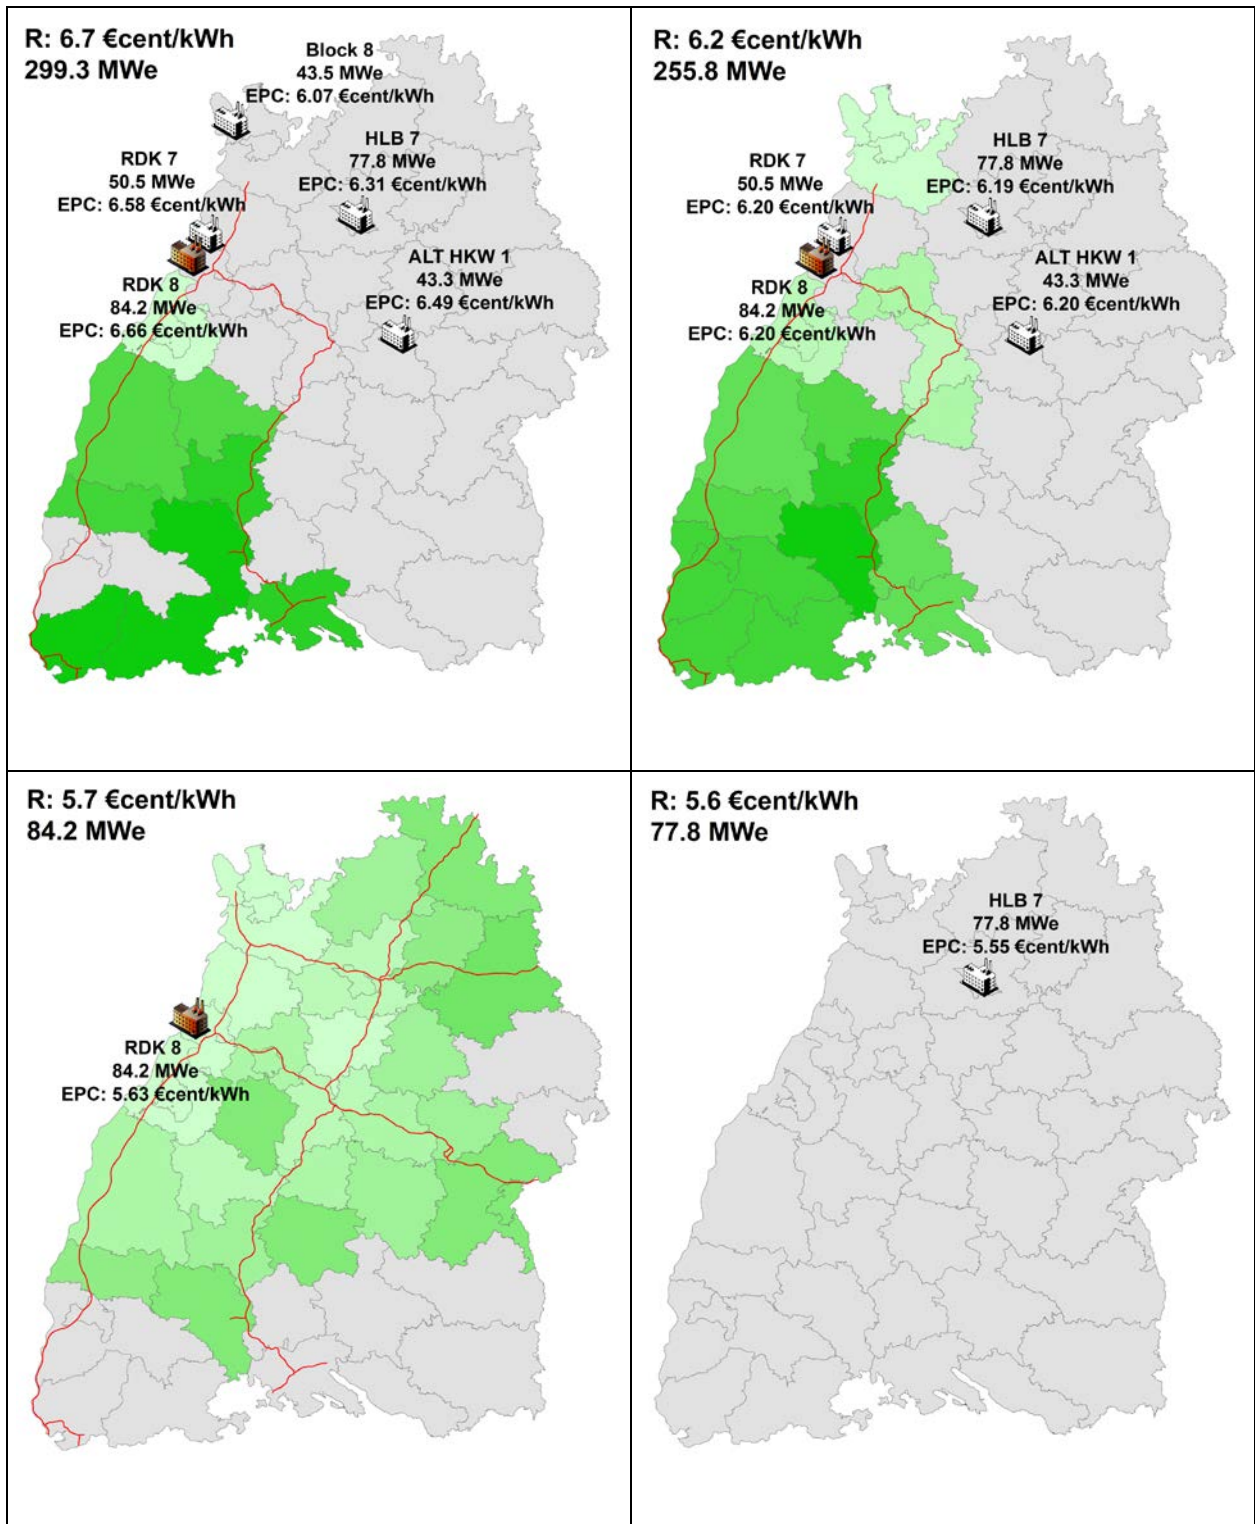 R: 6.7 €cent/kWh
299.3 MWe
Block 8
43.5 MWe
EPC: 6.07 €cent/kWh
HLB 7
77.8 MWe
EPC: 6.31 €cent/kWh
RDK 7
50.5 MWe
EPC: 6.58 €cent/kWh
ALT HKW 1
43.3 MWe
EPC: 6.49 €cent/kWh
RDK 8
84.2 MWe
EPC: 6.66 €cent/kWh
R: 6.2 €cent/kWh
255.8 MWe
HLB 7
77.8 MWe
EPC: 6.19 €cent/kWh
RDK 7
50.5 MWe
EPC: 6.20 €cent/kWh
ALT HKW 1
43.3 MWe
EPC: 6.20 €cent/kWh
RDK 8
84.2 MWe
EPC: 6.20 €cent/kWh
R: 5.7 €cent/kWh
84.2 MWe
RDK 8
84.2 MWe
EPC: 5.63 €cent/kWh
R: 5.6 €cent/kWh
77.8 MWe
HLB 7
77.8 MWe
EPC: 5.55 €cent/kWh